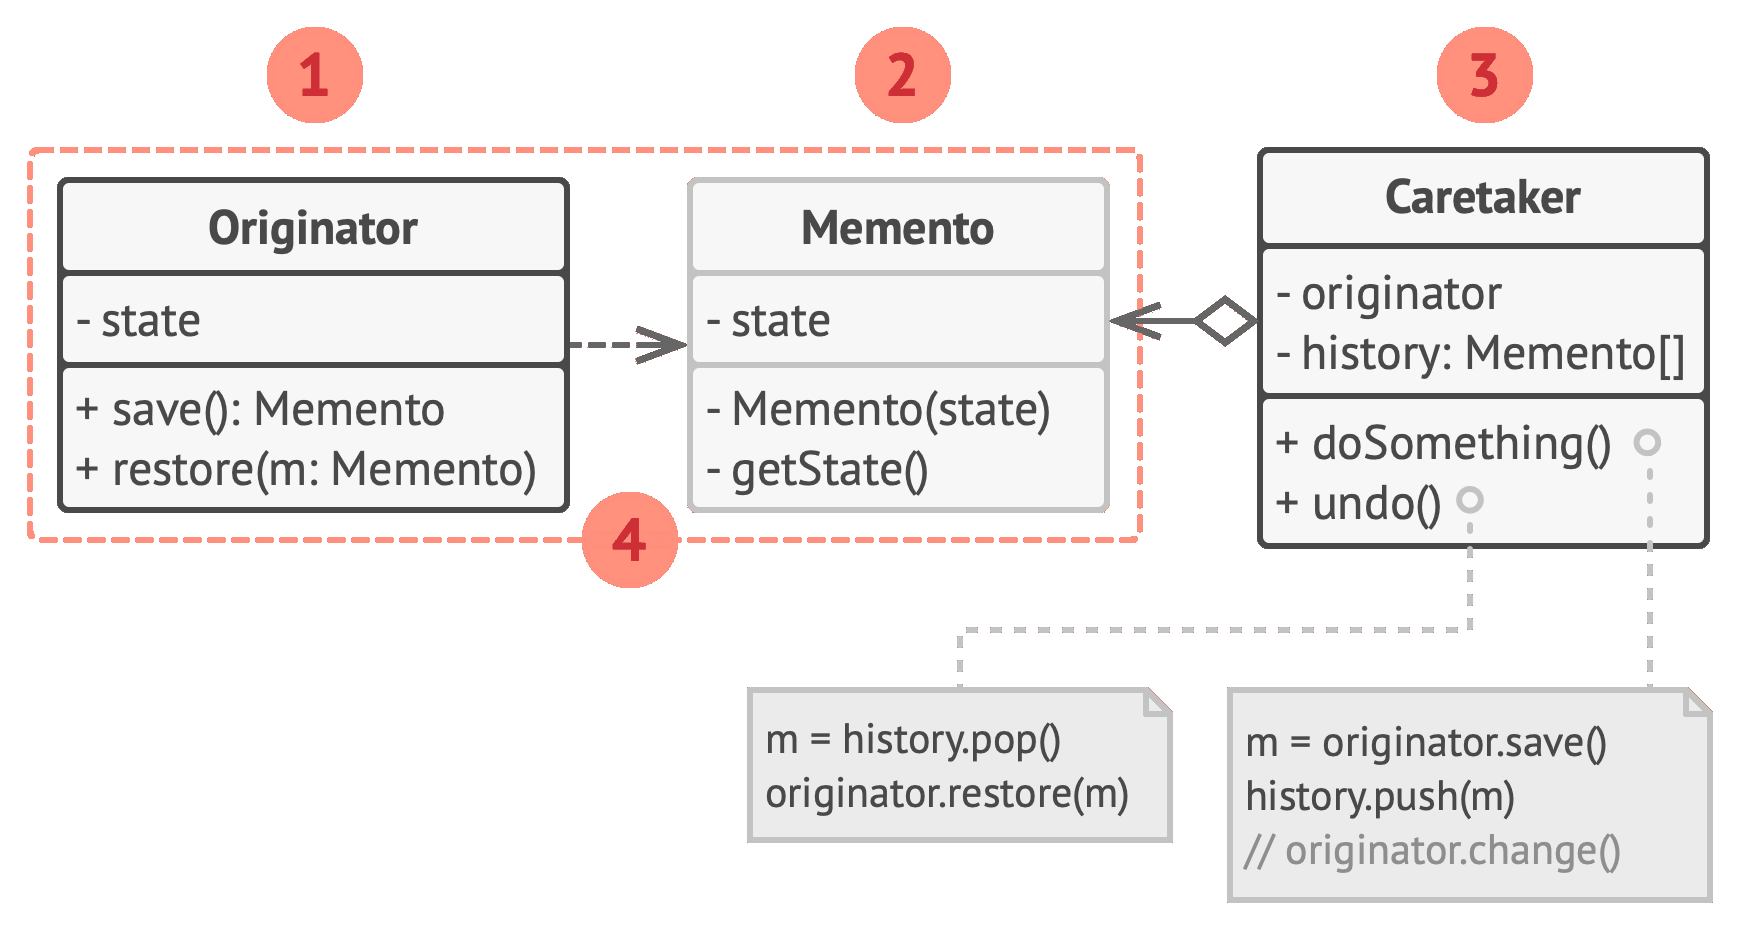 1
2
3
Originator
- state
+ save(): Memento
+ restore(m: Memento)
Memento
- state
- Memento(state)
- getState()
Caretaker
- originator
- history: Memento[]
+ doSomething()
+ undo()
4
m = history.pop()
originator.restore(m)
m = originator.save()
history.push(m)
// originator.change()